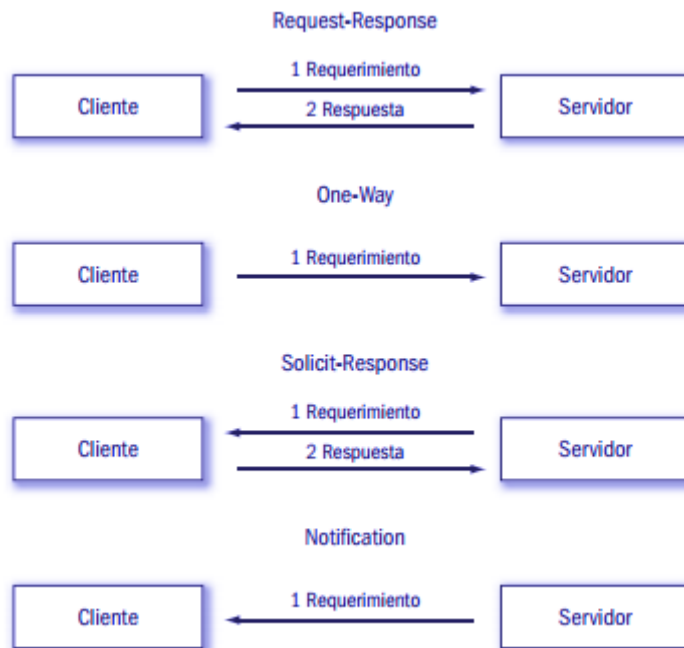 Request-Response
1 Requerimiento
Cliente
2 Respuesta
Servidor
One-Way
1 Requerimiento
Cliente
Servidor
Solicit-Response
1 Requerimiento
Cliente
2 Respuesta
Servidor
Notification
1 Requerimiento
Cliente
Servidor